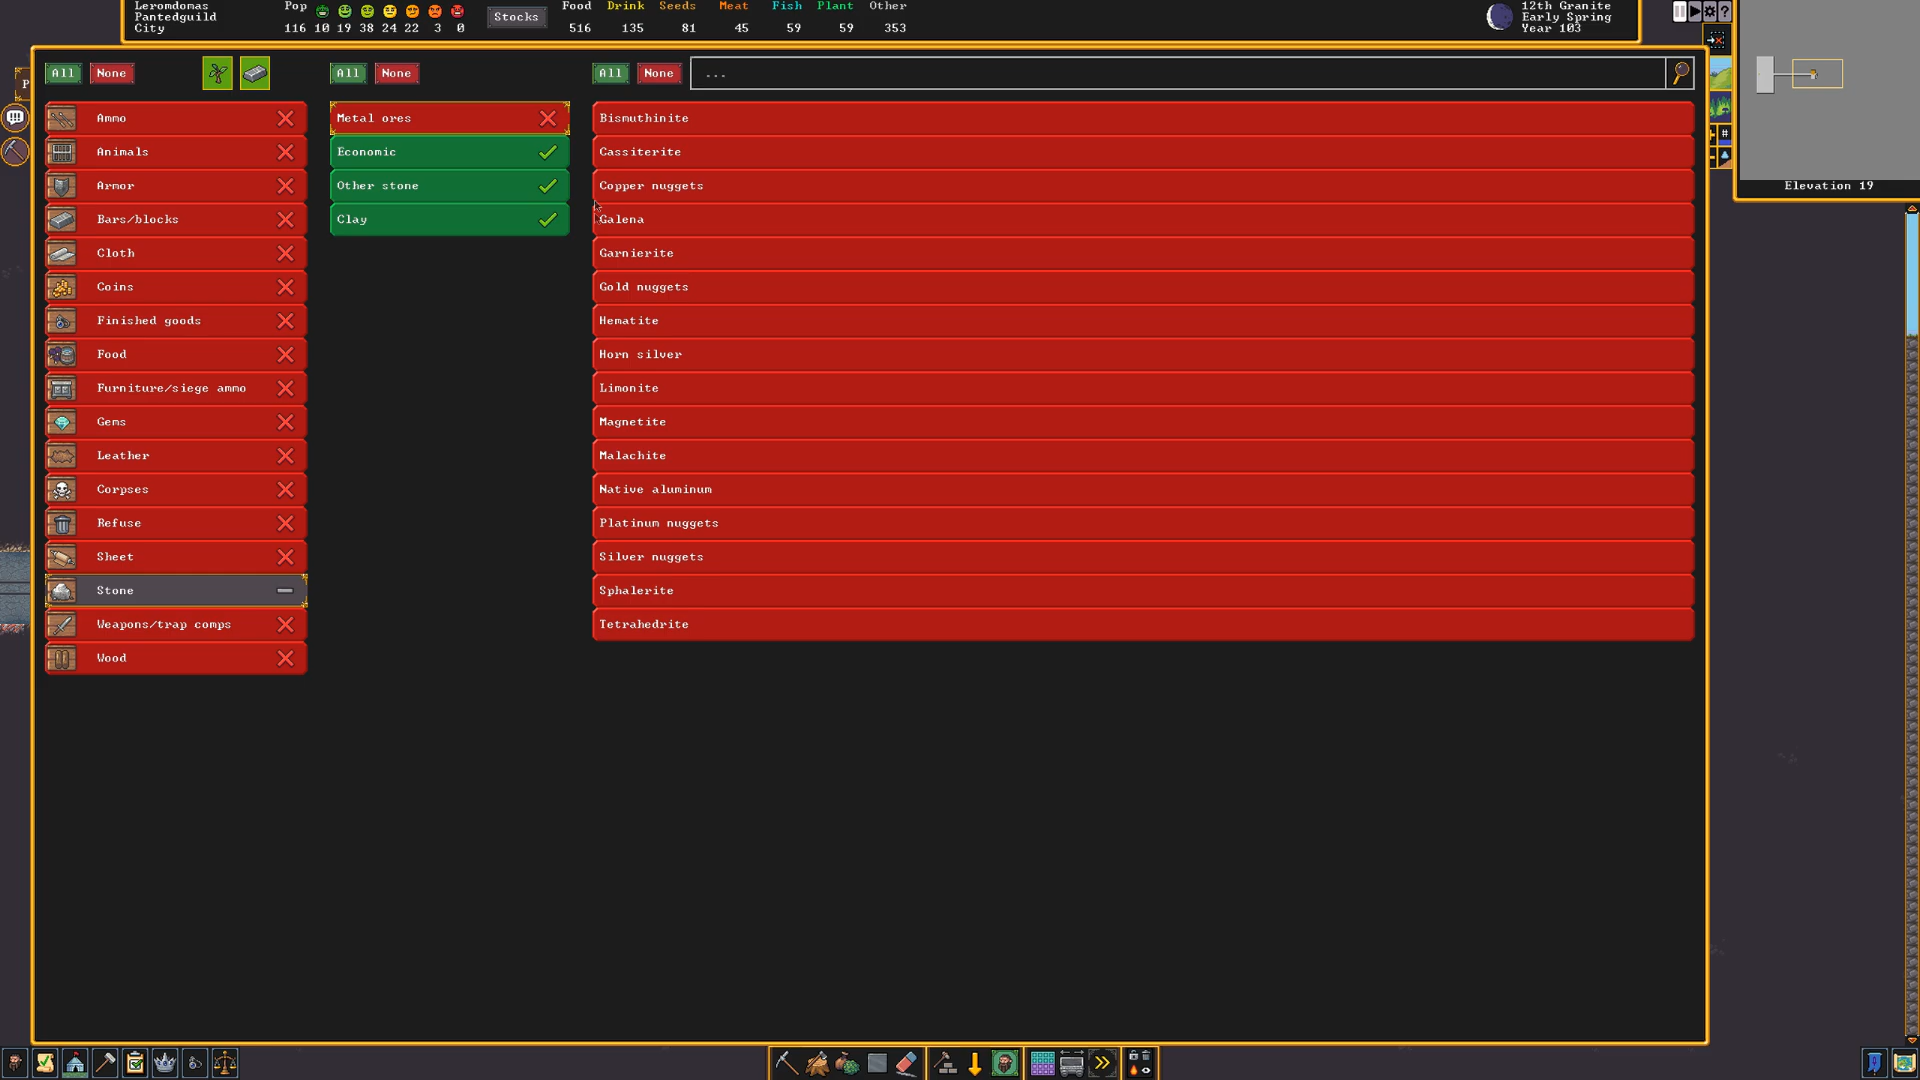 Leromdomas
Pantedguild
City
Pop
116 10 19 38 24 22 3 0
Stocks
Food Drink Seeds Meat Fish Plant Other
516 135 81 45 59 59 353
12th Granite
Early Spring
Year 103
?
Elevation 19
P
All None
All None
All None
...
Ammo
Animals
Armor
Bars/blocks
Cloth
Coins
Finished goods
Food
Furniture/siege ammo
Gems
Leather
Corpses
Refuse
Sheet
Stone
Weapons/trap comps
Wood
Metal ores
Economic
Other stone
Clay
Bismuthinite
Cassiterite
Copper nuggets
Galena
Garnierite
Gold nuggets
Hematite
Horn silver
Limonite
Magnetite
Malachite
Native aluminum
Platinum nuggets
Silver nuggets
Sphalerite
Tetrahedrite